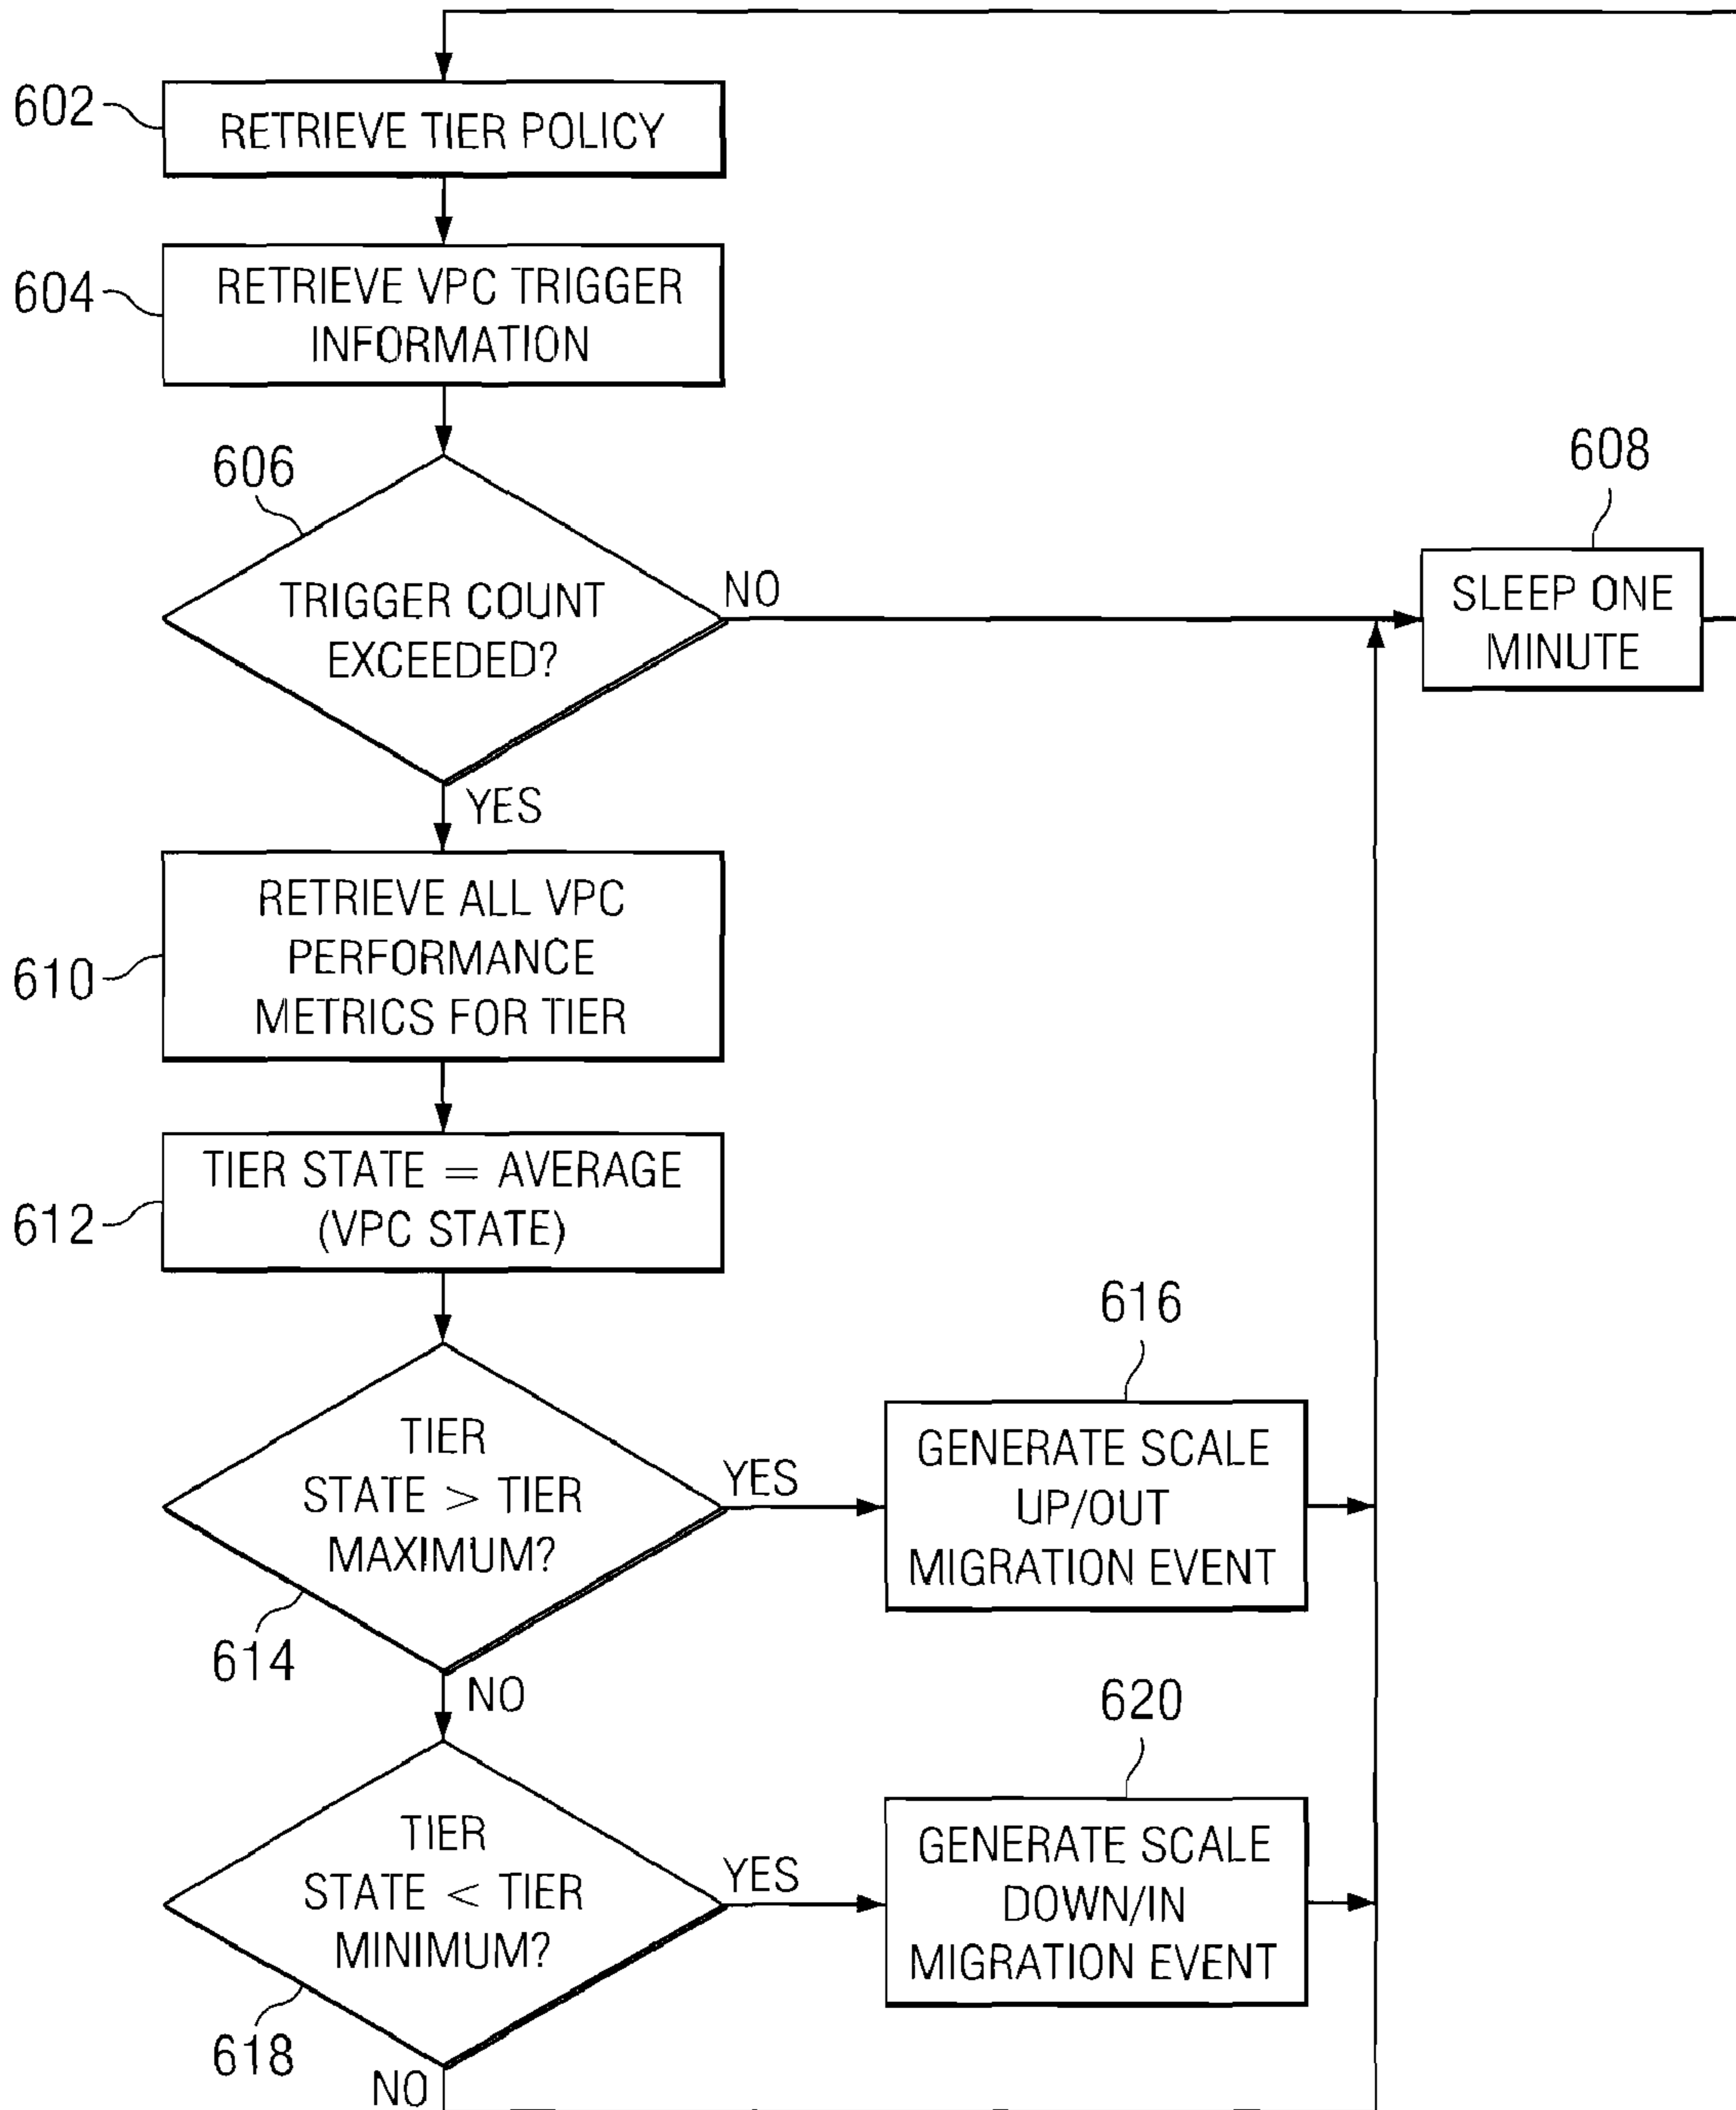 602
RETRIEVE TIER POLICY
604
RETRIEVE VPC TRIGGER
INFORMATION
606
TRIGGER COUNT
EXCEEDED?
NO
608
SLEEP ONE
MINUTE
YES
610
RETRIEVE ALL VPC
PERFORMANCE
METRICS FOR TIER
612
TIER STATE = AVERAGE
(VPC STATE)
614
TIER
STATE > TIER
MAXIMUM?
YES
616
GENERATE SCALE
UP/OUT
MIGRATION EVENT
NO
618
TIER
STATE < TIER
MINIMUM?
YES
620
GENERATE SCALE
DOWN/IN
MIGRATION EVENT
NO